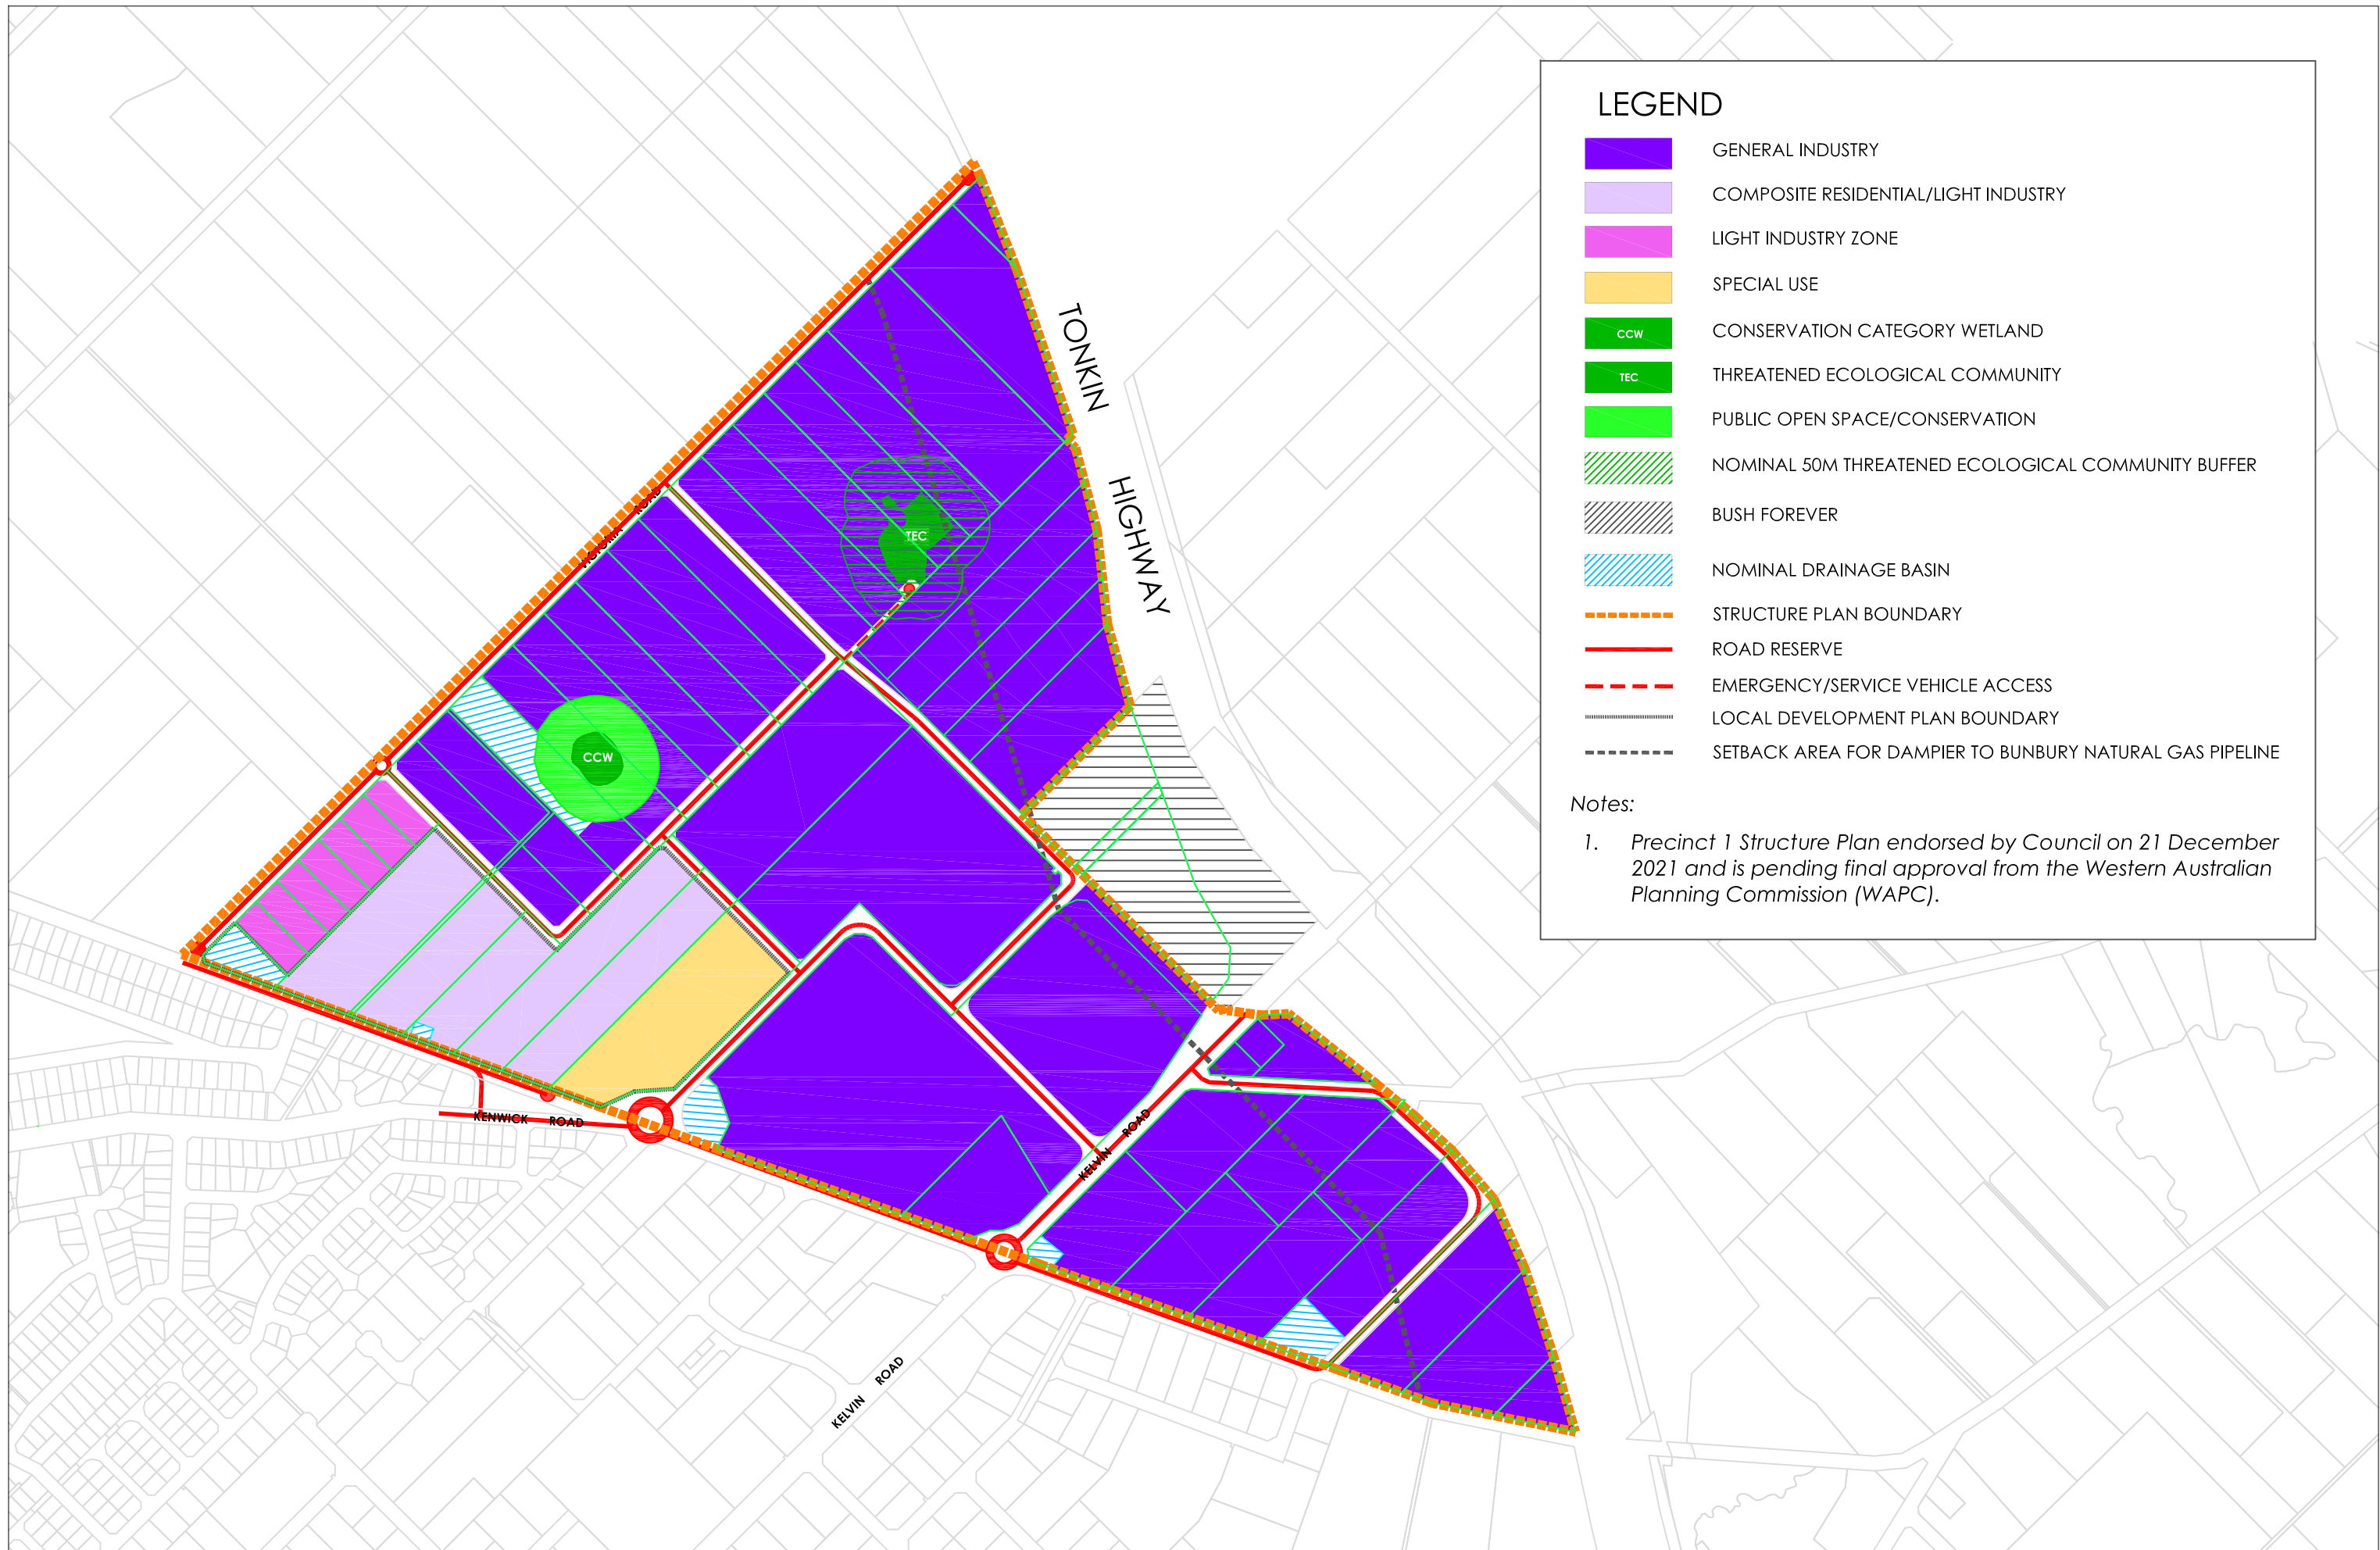 LEGEND
GENERAL INDUSTRY
COMPOSITE RESIDENTIAL/LIGHT INDUSTRY
LIGHT INDUSTRY ZONE
SPECIAL USE
CCW CONSERVATION CATEGORY WETLAND
TEC THREATENED ECOLOGICAL COMMUNITY
PUBLIC OPEN SPACE/CONSERVATION
NOMINAL 50M THREATENED ECOLOGICAL COMMUNITY BUFFER
BUSH FOREVER
NOMINAL DRAINAGE BASIN
STRUCTURE PLAN BOUNDARY
ROAD RESERVE
EMERGENCY/SERVICE VEHICLE ACCESS
LOCAL DEVELOPMENT PLAN BOUNDARY
SETBACK AREA FOR DAMPIER TO BUNBURY NATURAL GAS PIPELINE
Notes:
1. Precinct 1 Structure Plan endorsed by Council on 21 December
2021 and is pending final approval from the Western Australian
Planning Commission (WAPC).
TONKIN HIGHWAY
ROAD
TEC
CCW
KENWICK ROAD
KELVIN ROAD
KELVIN ROAD